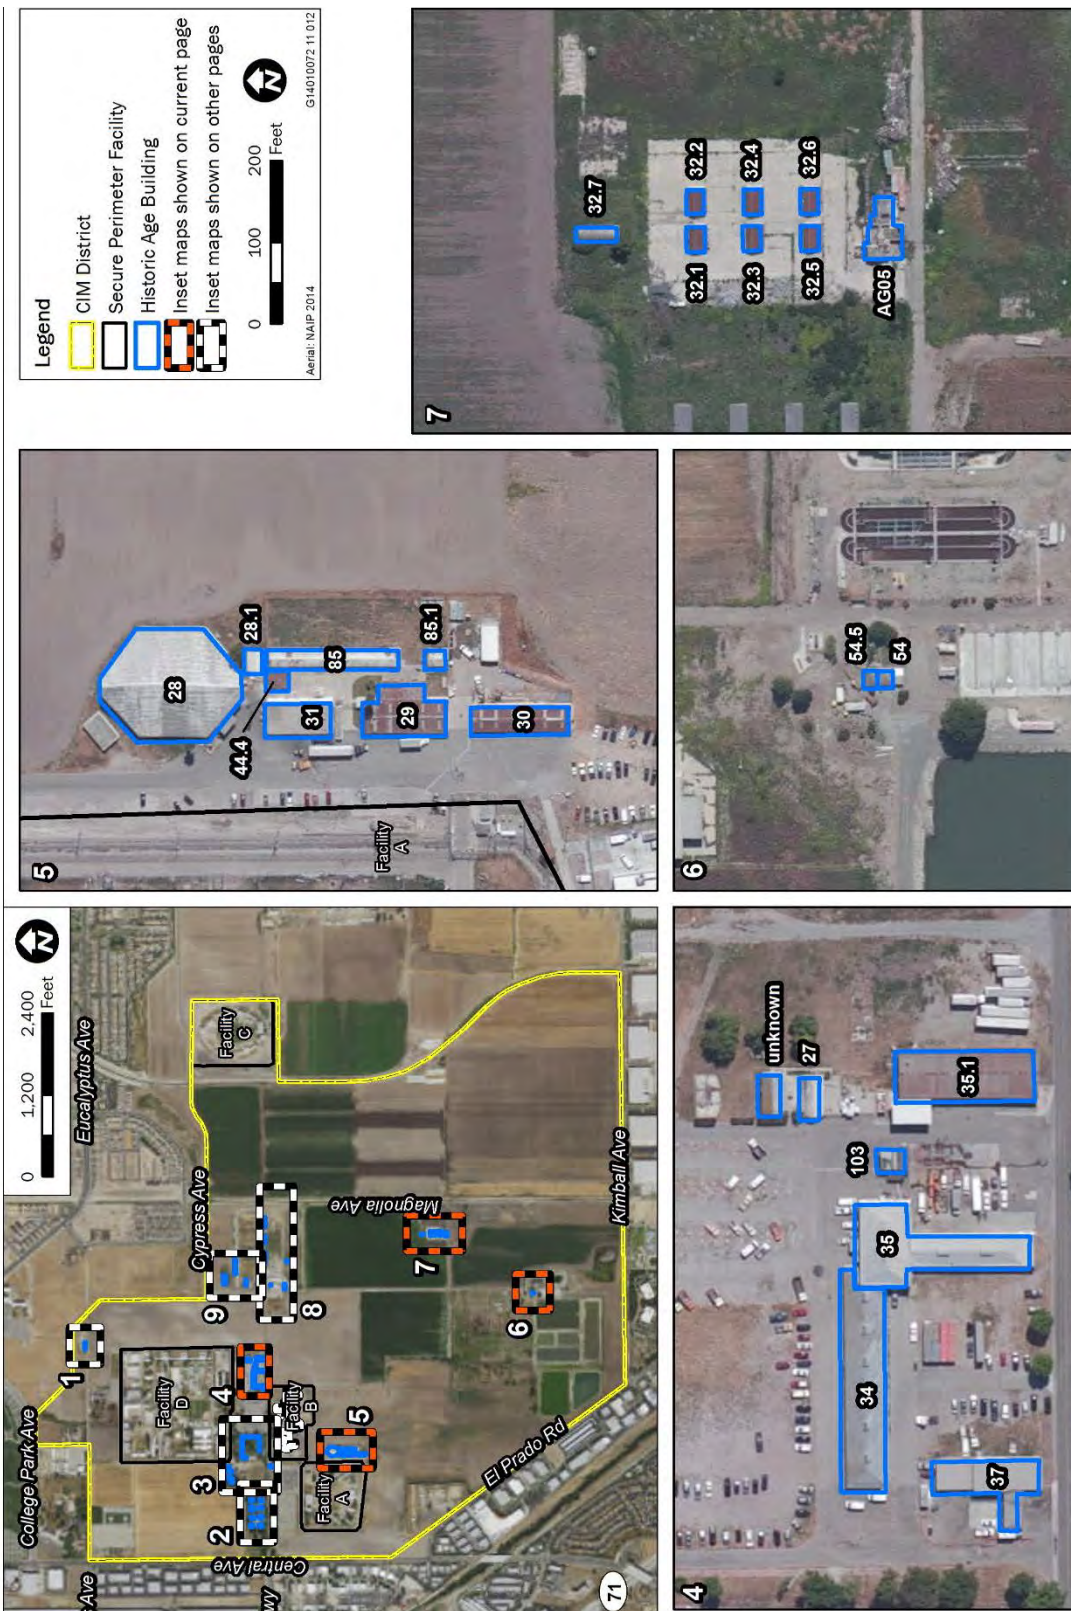 College Park Ave
Eucalyptus Ave
0 1,200 2,400
Feet
N
1
Cypress Ave
Facility
D
Facility
C
9
8
4
3
2
Facility
B
Facility
A
5
Central Ave
Magnolia Ave
7
6
El Prado Rd
Kimball Ave
s Ave
wy
71
5
28
28.1
44.4
85
31
85.1
29
30
Facility
A
Legend
CIM District
Secure Perimeter Facility
Historic Age Building
Inset maps shown on current page
Inset maps shown on other pages
0 100 200
Feet
N
Aerial: NAIP 2014
G14010072 11 012
4
unknown
27
103
35.1
35
34
37
6
54.5
54
7
32.7
32.1
32.2
32.3
32.4
32.5
32.6
AG05